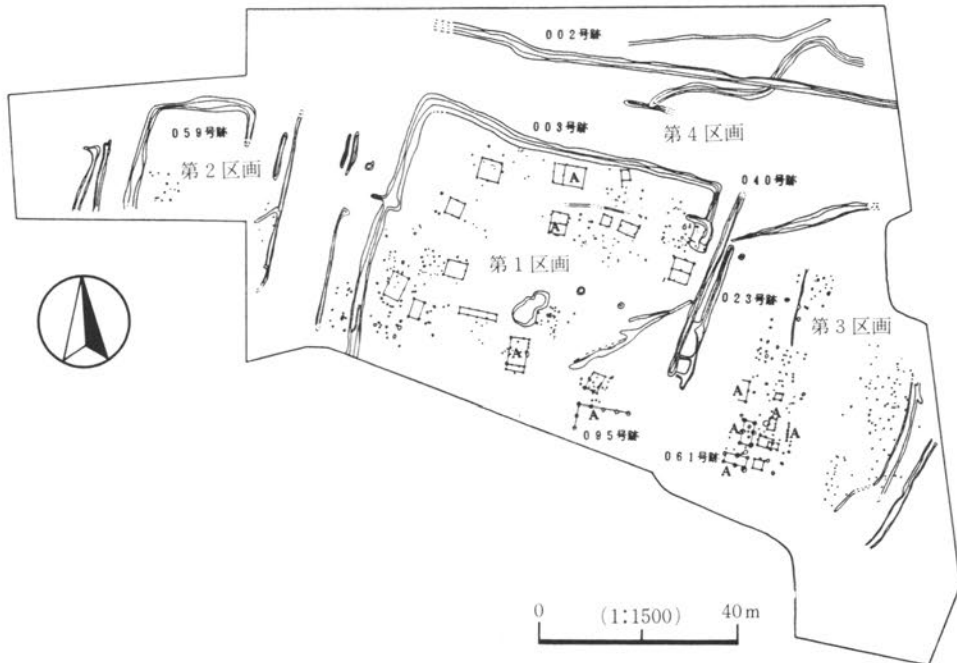 002号跡
059号跡
003号跡
第4区画
第2区画
040号跡
A
A
第1区画
023号跡
第3区画
A
A
A
A
A
A
095号跡
061号跡
A
0 (1:1500) 40m